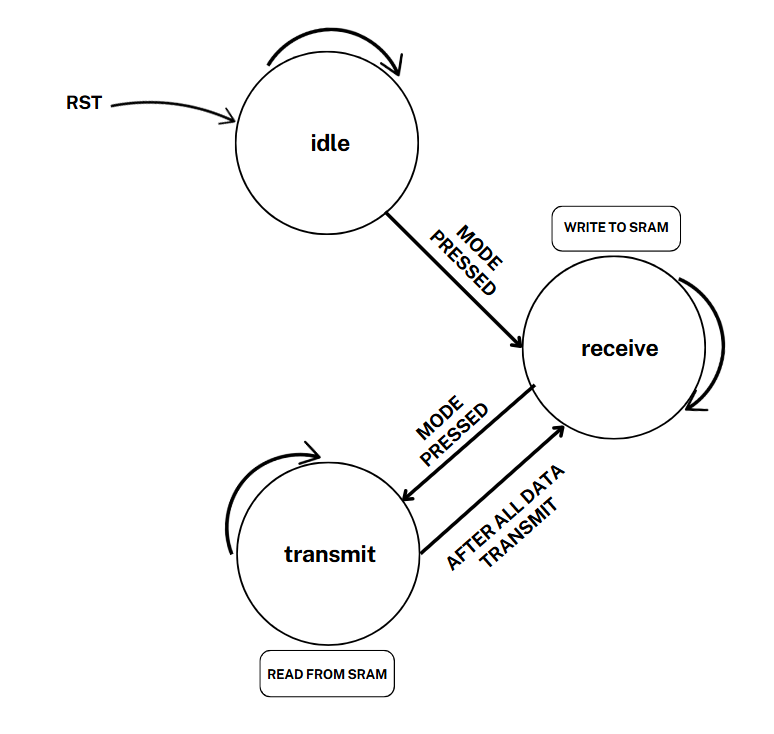 RST
idle
MODE
PRESSED
WRITE TO SRAM
receive
MODE
PRESSED
AFTER ALL DATA
TRANSMIT
transmit
READ FROM SRAM